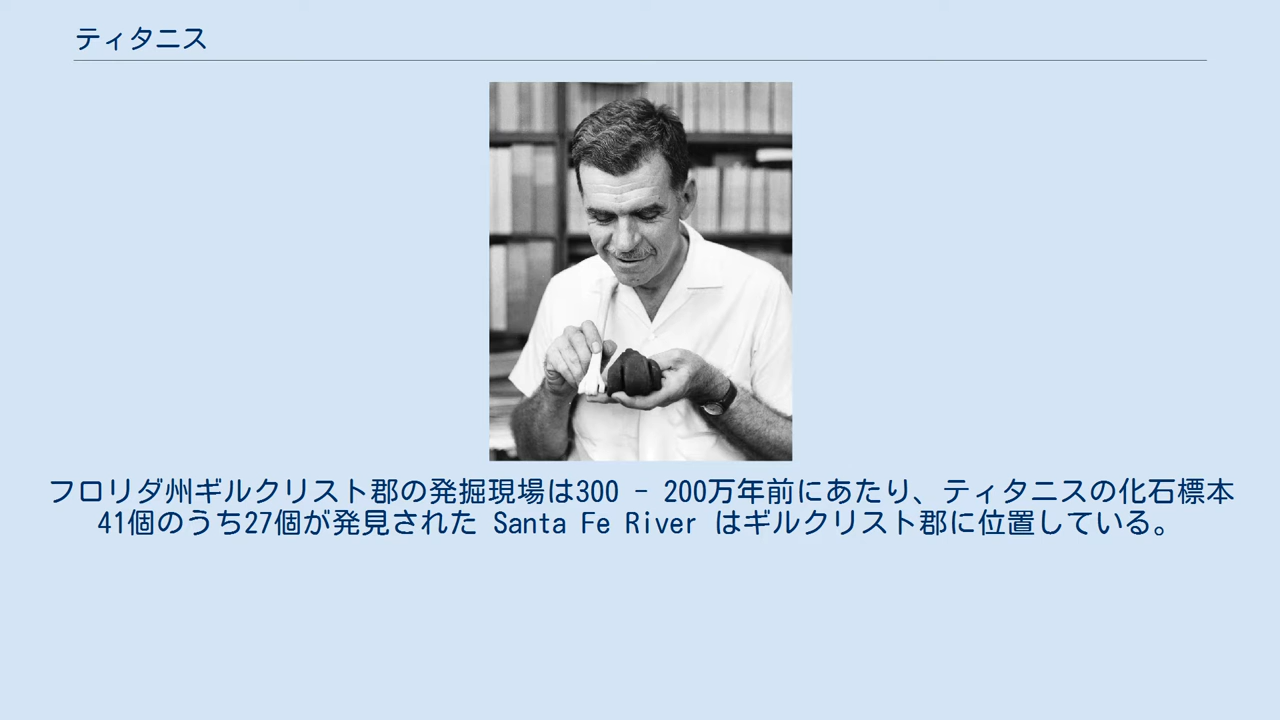 ティタニス
フロリダ州ギルクリスト郡の発掘現場は300 - 200万年前にあたり、ティタニスの化石標本
41個のうち27個が発見された Santa Fe River はギルクリスト郡に位置している。